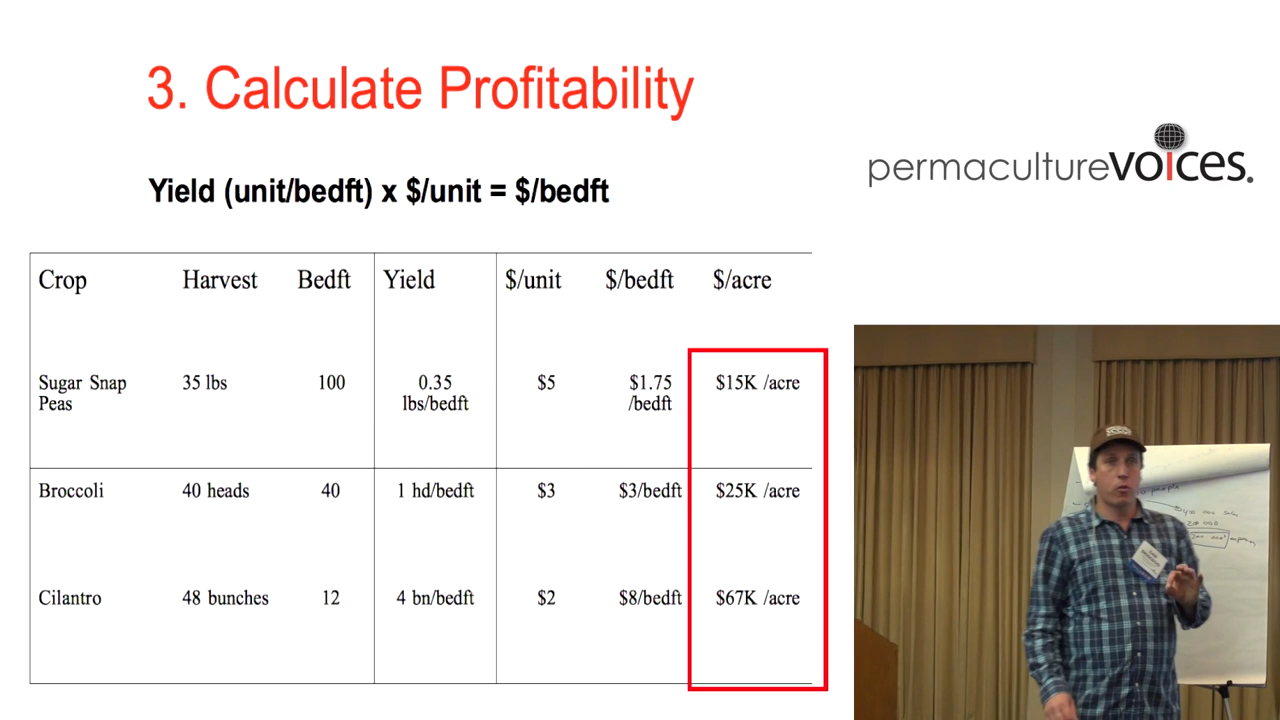 3. Calculate Profitability
permaculturevoices.
Yield (unit/bedft) x $/unit = $/bedft
Crop Harvest Bedft Yield $/unit $/bedft $/acre
Sugar Snap Peas 35 lbs 100 0.35 lbs/bedft $5 $1.75 /bedft $15K /acre
Broccoli 40 heads 40 1 hd/bedft $3 $3/bedft $25K /acre
Cilantro 48 bunches 12 4 bn/bedft $2 $8/bedft $67K /acre
people